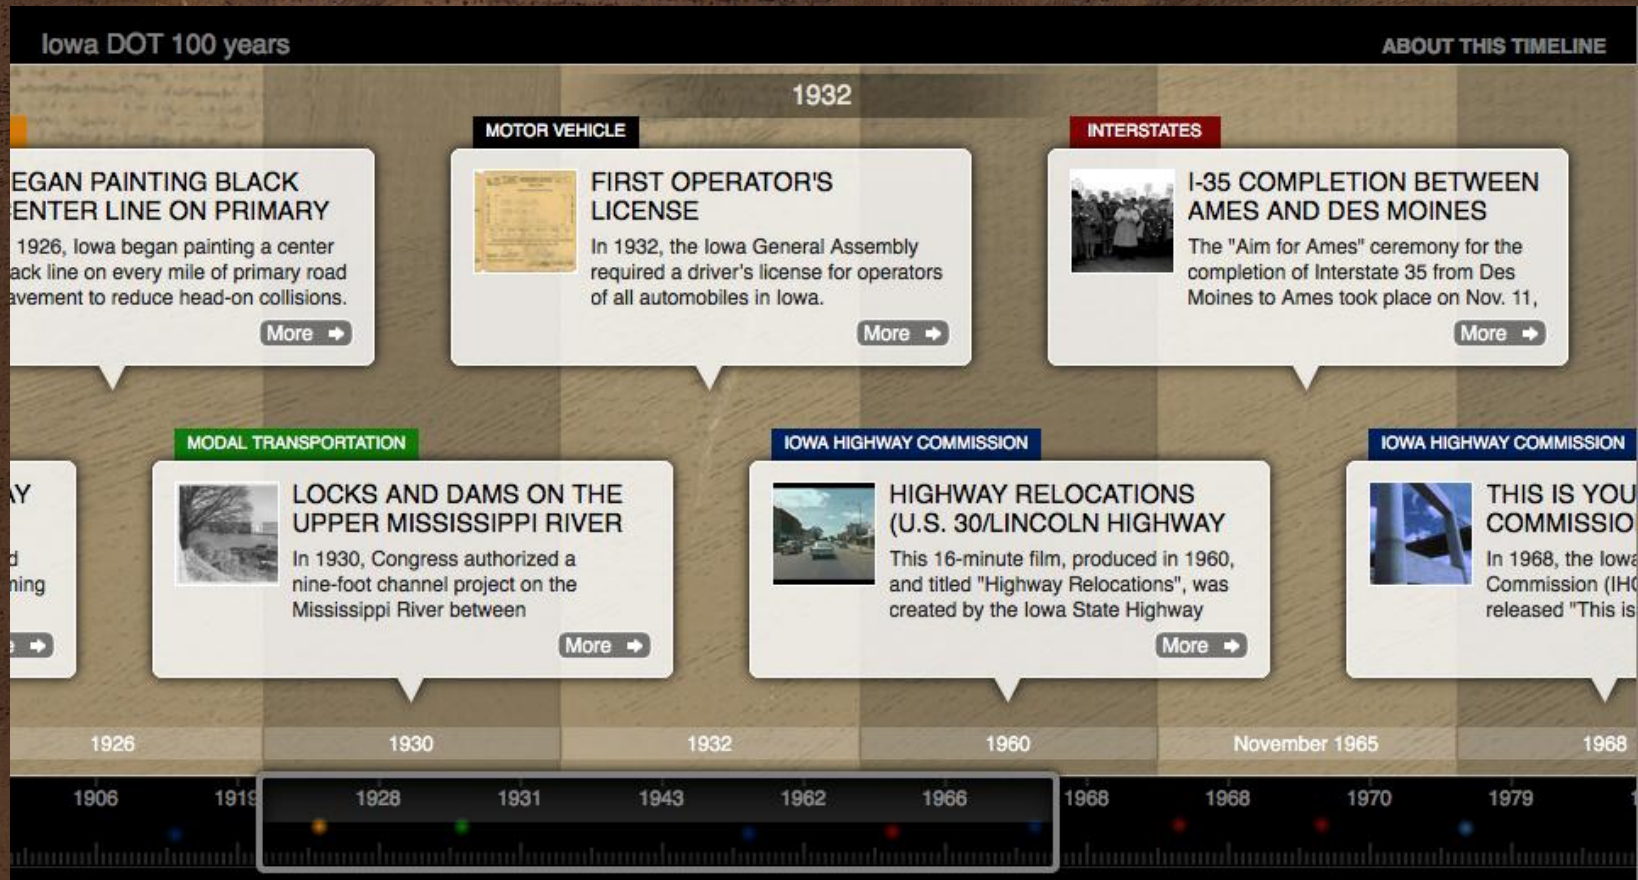 Iowa DOT 100 years
ABOUT THIS TIMELINE
1932
EGAN PAINTING BLACK
ENTER LINE ON PRIMARY
1926, Iowa began painting a center
ack line on every mile of primary road
avement to reduce head-on collisions.
More
MOTOR VEHICLE
FIRST OPERATOR'S
LICENSE
In 1932, the Iowa General Assembly
required a driver's license for operators
of all automobiles in Iowa.
More
INTERSTATES
I-35 COMPLETION BETWEEN
AMES AND DES MOINES
The "Aim for Ames" ceremony for the
completion of Interstate 35 from Des
Moines to Ames took place on Nov. 11,
More
AY
d
ning
MODAL TRANSPORTATION
LOCKS AND DAMS ON THE
UPPER MISSISSIPPI RIVER
In 1930, Congress authorized a
nine-foot channel project on the
Mississippi River between
More
IOWA HIGHWAY COMMISSION
HIGHWAY RELOCATIONS
(U.S. 30/LINCOLN HIGHWAY
This 16-minute film, produced in 1960,
and titled "Highway Relocations", was
created by the Iowa State Highway
More
IOWA HIGHWAY COMMISSION
THIS IS YOU
COMMISSIO
In 1968, the Iowa
Commission (IHC
released "This is
1926 1930 1932 1960 November 1965 1968
1906 1919 1928 1931 1943 1962 1966 1968 1968 1970 1979